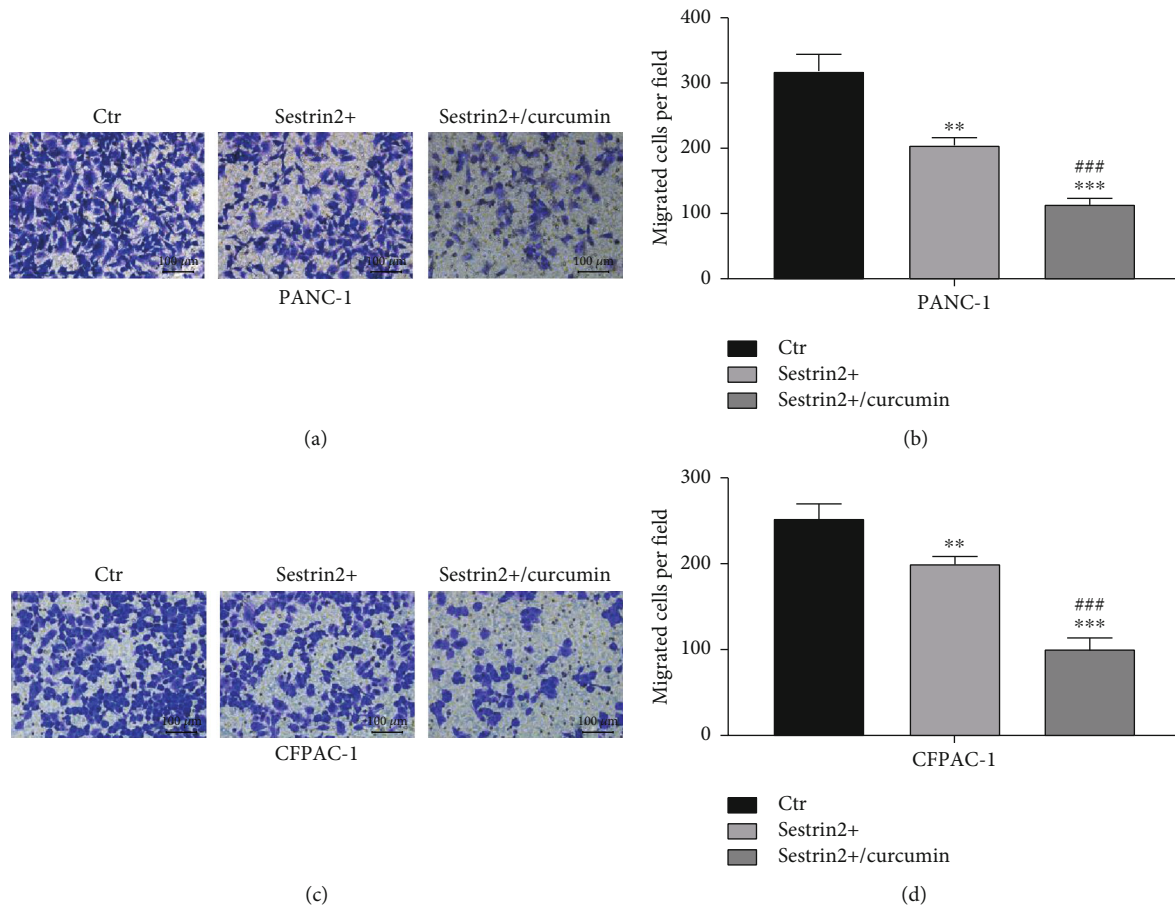 Ctr
Sestrin2+
Sestrin2+/curcumin
100 μm
100 μm
100 μm
PANC-1
(a)
Migrated cells per field
400
300
200
100
0
**
###
***
PANC-1
Ctr
Sestrin2+
Sestrin2+/curcumin
(b)
Ctr
Sestrin2+
Sestrin2+/curcumin
100 μm
100 μm
100 μm
CFPAC-1
(c)
Migrated cells per field
300
200
100
0
**
###
***
CFPAC-1
Ctr
Sestrin2+
Sestrin2+/curcumin
(d)